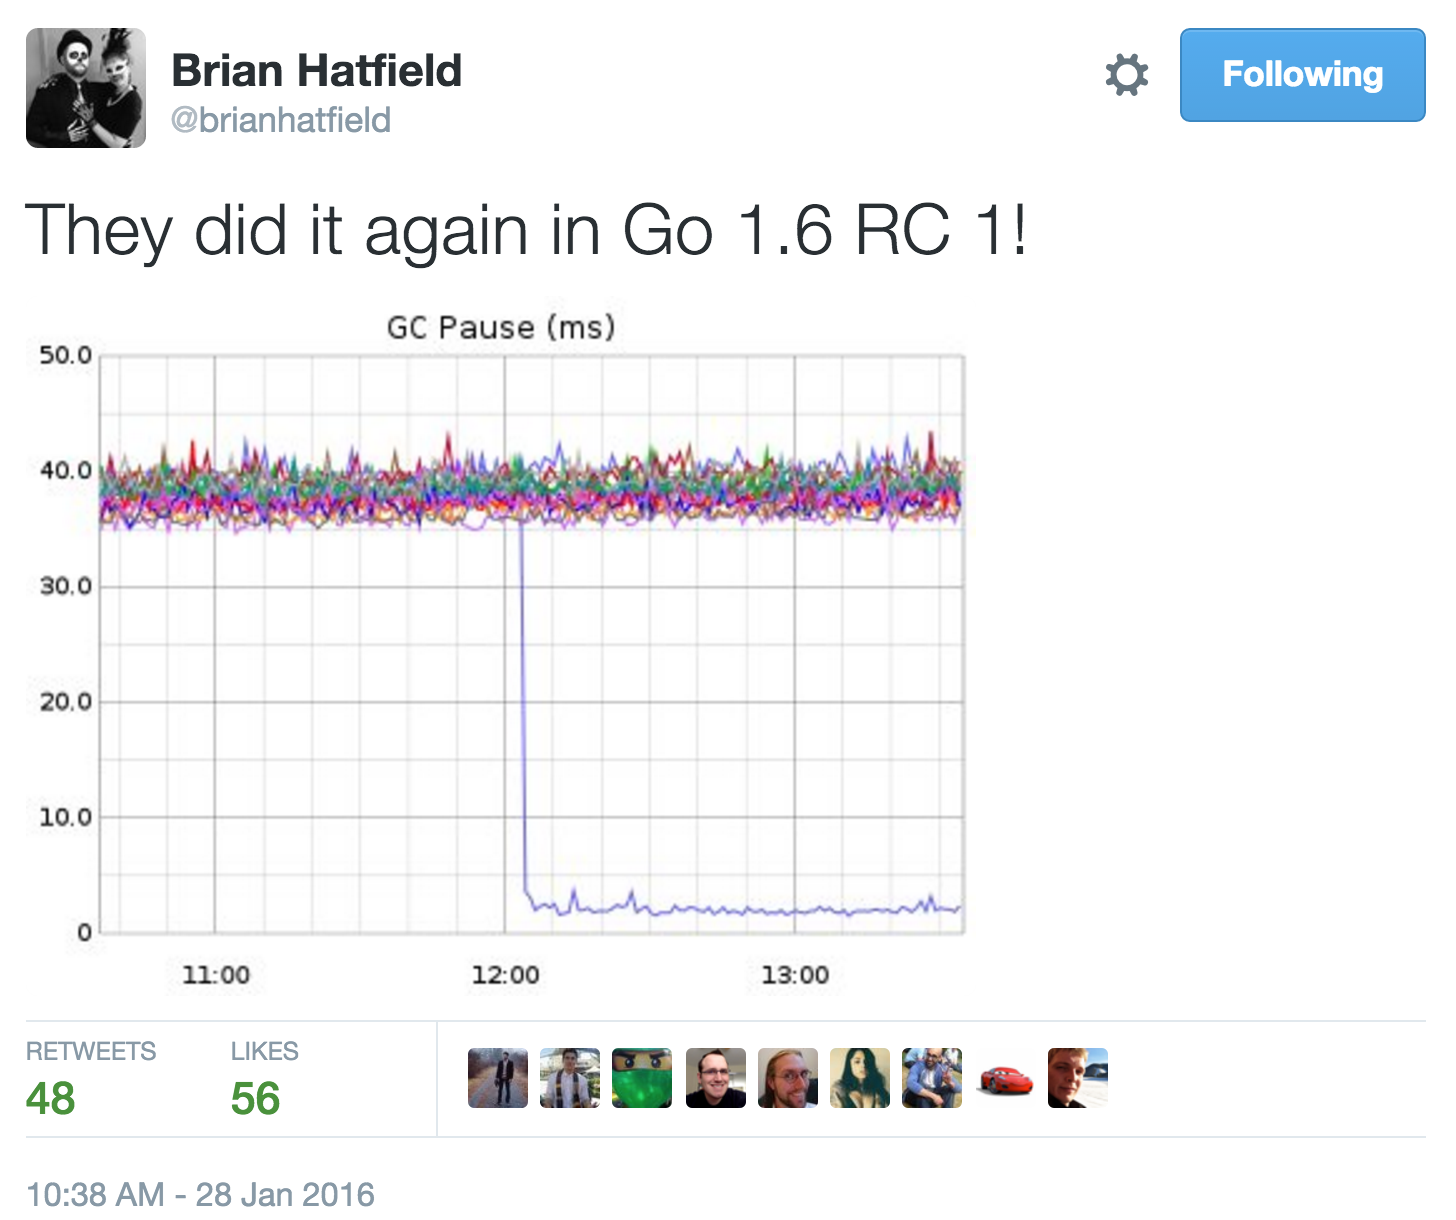 Brian Hatfield
@brianhatfield
Following
They did it again in Go 1.6 RC 1!
GC Pause (ms)
50.0
40.0
30.0
20.0
10.0
0
11:00 12:00 13:00
RETWEETS LIKES
48 56
10:38 AM - 28 Jan 2016